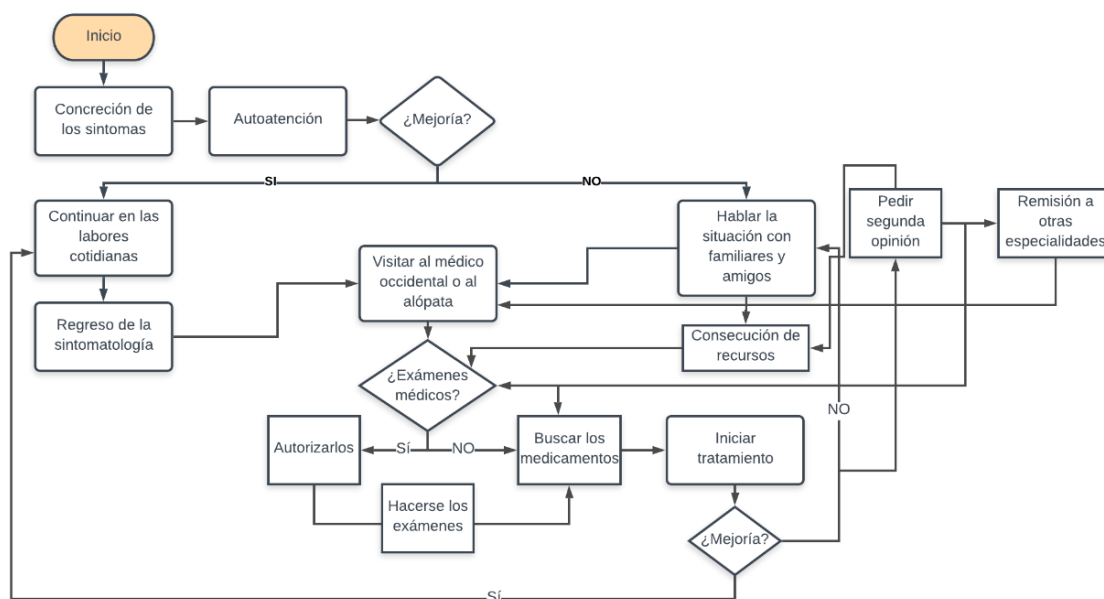 Inicio
Concreción de
los sintomas
Autoatención
¿Mejoría?
SI
NO
Continuar en las
labores
cotidianas
Hablar la
situación con
familiares y
amigos
Pedir
segunda
opinión
Remisión a
otras
especialidades
Visitar al médico
occidental o al
alópata
Regreso de la
sintomatología
Consecución de
recursos
¿Exámenes
médicos?
NO
Autorizarlos
Sí
NO
Buscar los
medicamentos
Iniciar
tratamiento
Hacerse los
exámenes
¿Mejoría?
Sí